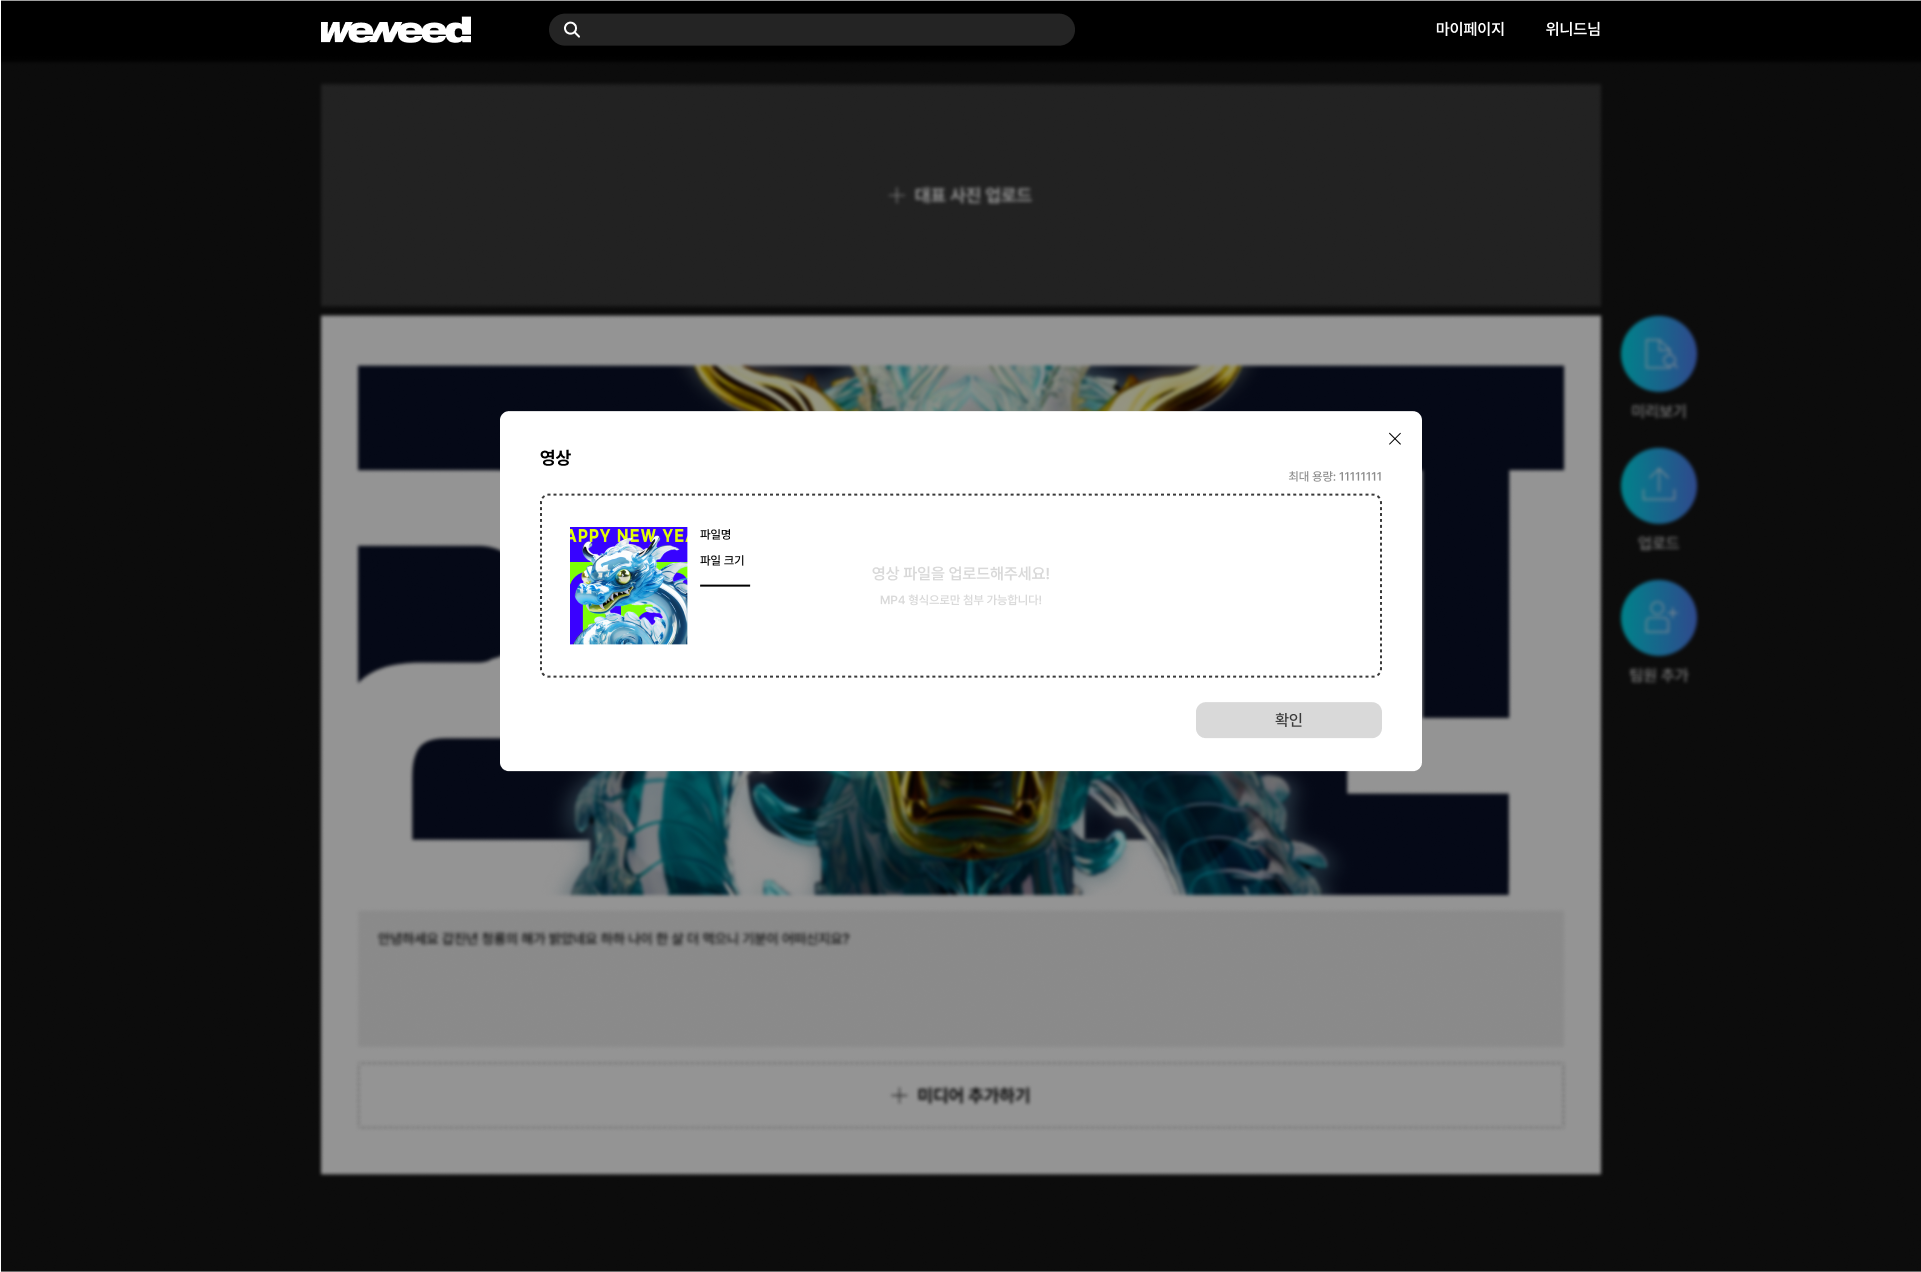 weweed!
마이페이지
위니드님
대표 사진 업로드
미리보기
업로드
팀원 추가
영상
최대 용량: 11111111
APPY NEW YEA
파일명
파일 크기
영상 파일을 업로드해주세요!
MP4 형식으로만 첨부 가능합니다!
확인
안녕하세요 갑진년 청룡의 해가 밝았네요 하하 나이 한 살 더 먹으니 기분이 어떠신지요?
미디어 추가하기